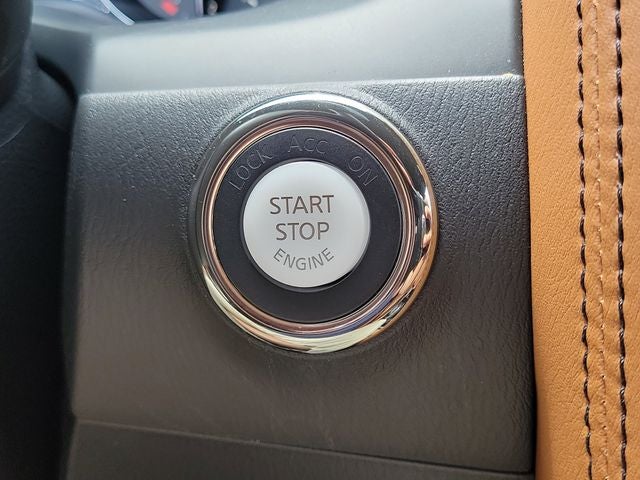 LOCK ACC ON
START
STOP
ENGINE